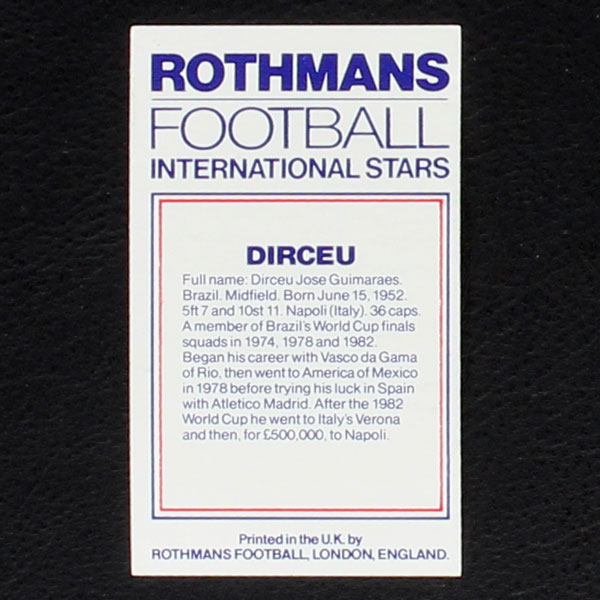 ROTHMANS
FOOTBALL
INTERNATIONAL STARS
DIRCEU
Full name: Dirceu Jose Guimaraes.
Brazil. Midfield. Born June 15, 1952.
5ft 7 and 10st 11. Napoli (Italy). 36 caps.
A member of Brazil's World Cup finals
squads in 1974, 1978 and 1982.
Began his career with Vasco da Gama
of Rio, then went to America of Mexico
in 1978 before trying his luck in Spain
with Atletico Madrid. After the 1982
World Cup he went to Italy's Verona
and then, for £500,000, to Napoli.
Printed in the U.K. by
ROTHMANS FOOTBALL, LONDON, ENGLAND.